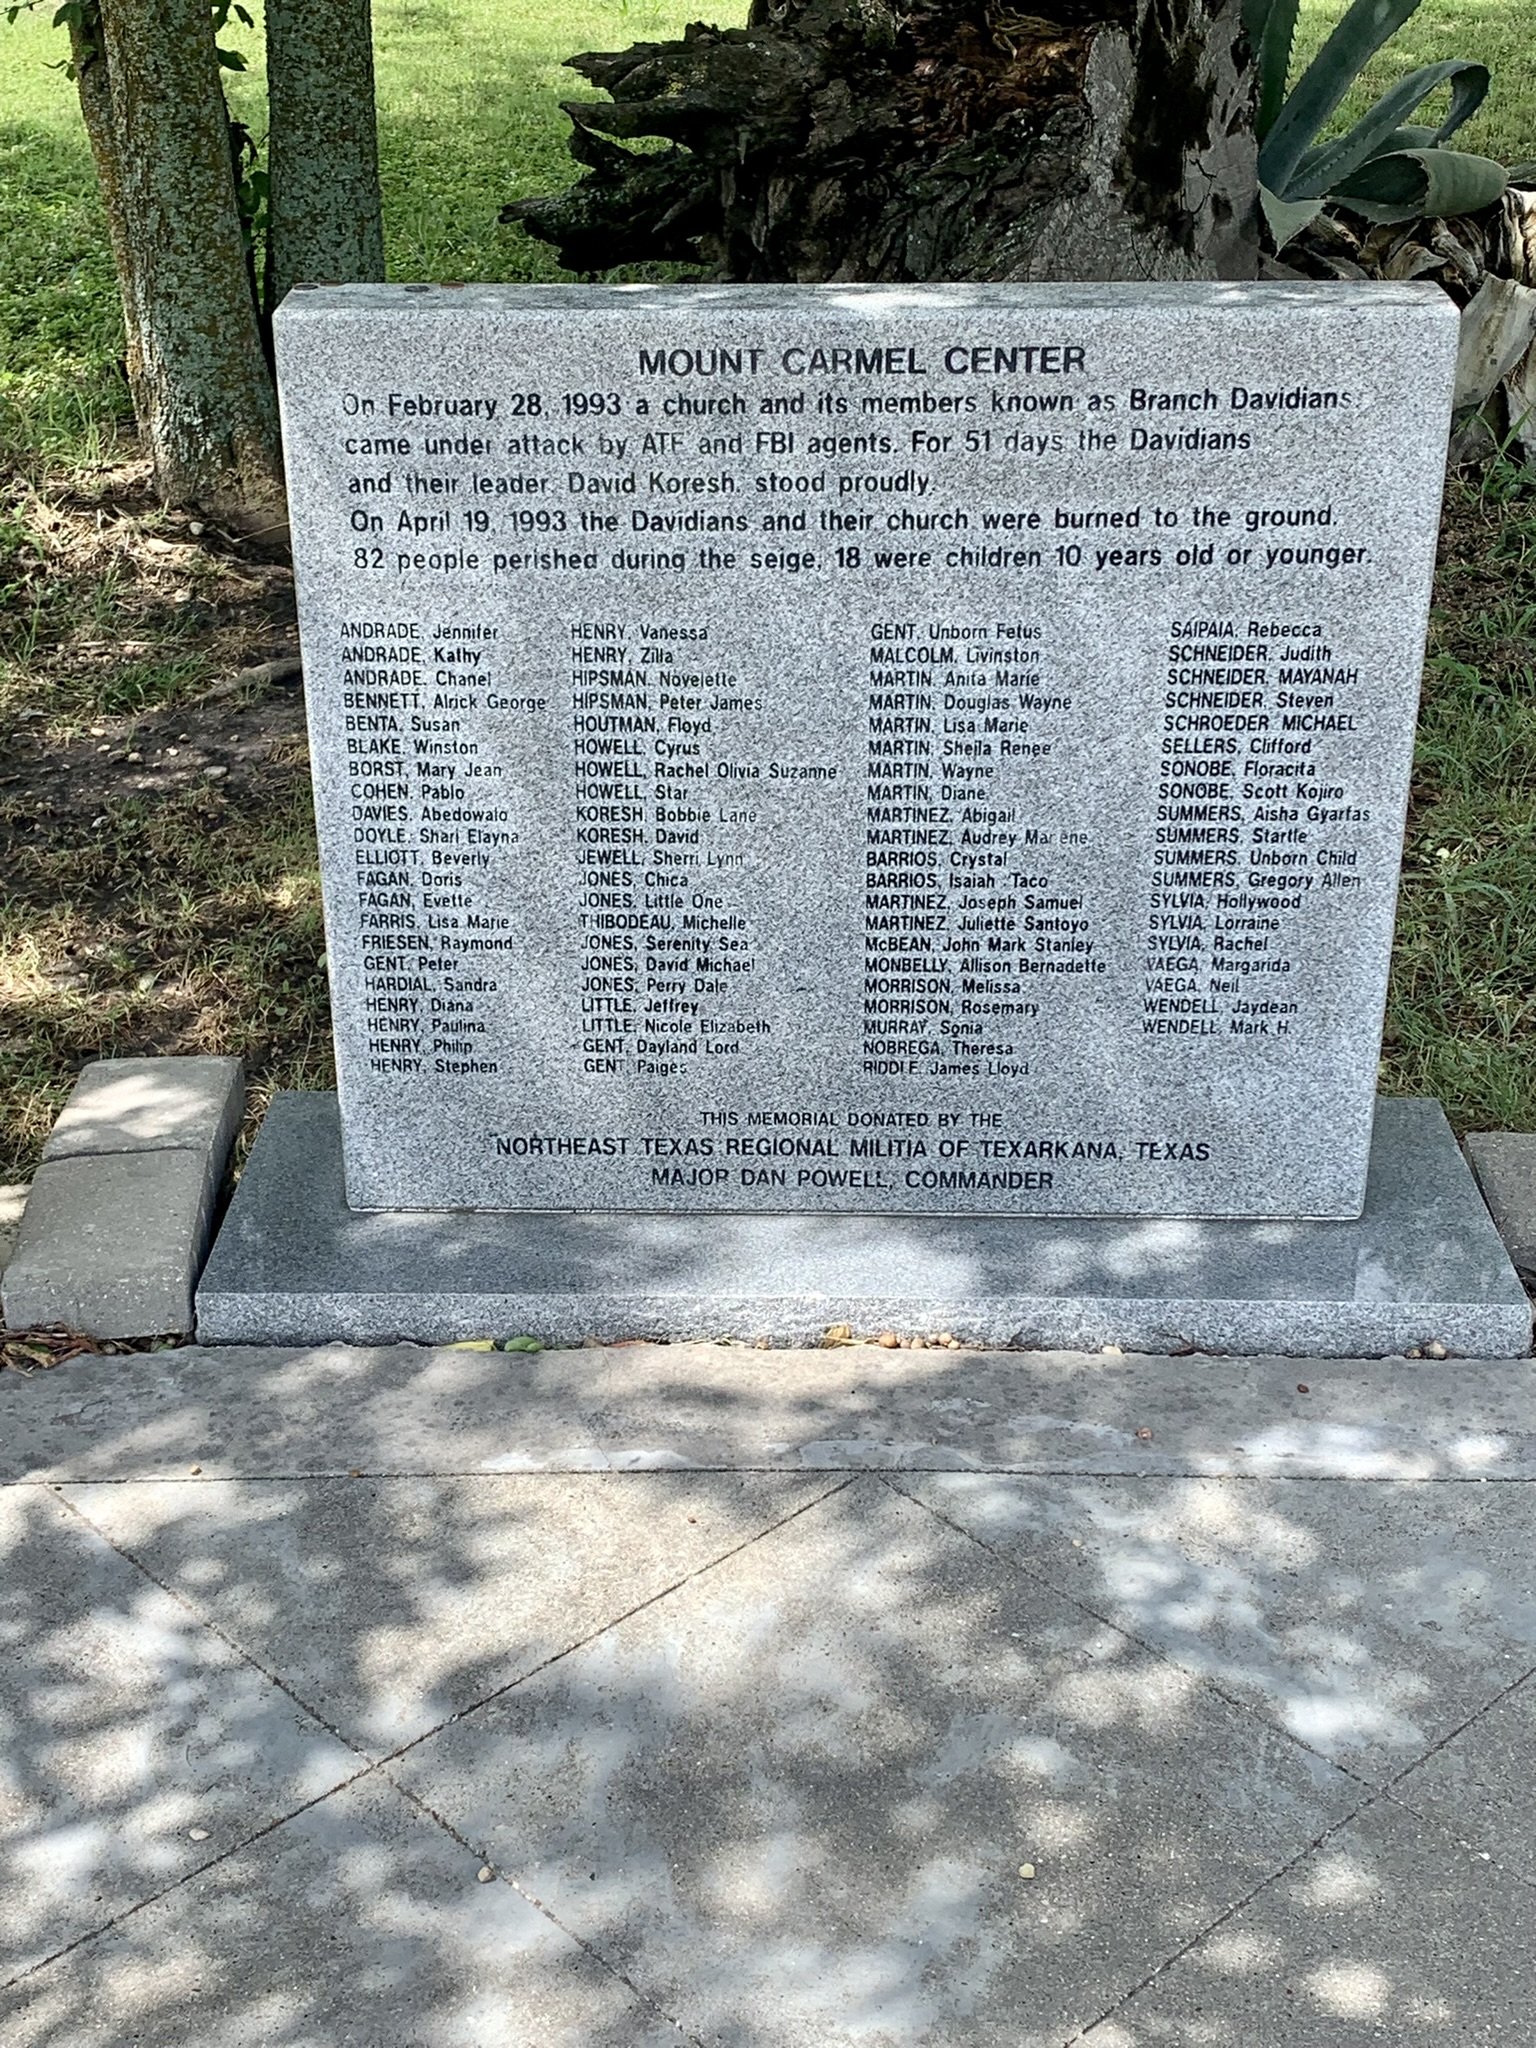 MOUNT CARMEL CENTER
On February 28, 1993 a church and its members known as Branch Davidians
came under attack by ATF and FBI agents. For 51 days the Davidians
and their leader, David Koresh, stood proudly.
On April 19, 1993 the Davidians and their church were burned to the ground.
82 people perished during the seige, 18 were children 10 years old or younger.
ANDRADE, Jennifer
ANDRADE, Kathy
ANDRADE, Chanel
BENNETT, Alrick George
BENTA, Susan
BLAKE, Winston
BORST, Mary Jean
COHEN, Pablo
DAVIES, Abedowalo
DOYLE, Shari Elayna
ELLIOTT, Beverly
FAGAN, Doris
FAGAN, Evette
FARRIS, Lisa Marie
FRIESEN, Raymond
GENT, Peter
HARDIAL, Sandra
HENRY, Diana
HENRY, Paulina
HENRY, Philip
HENRY, Stephen
HENRY, Vanessa
HENRY, Zilla
HIPSMAN, Novelette
HIPSMAN, Peter James
HOUTMAN, Floyd
HOWELL, Cyrus
HOWELL, Rachel Olivia Suzanne
HOWELL, Star
KORESH, Bobbie Lane
KORESH, David
JEWELL, Sherri Lynn
JONES, Chica
JONES, Little One
THIBODEAU, Michelle
JONES, Serenity Sea
JONES, David Michael
JONES, Perry Dale
LITTLE, Jeffrey
LITTLE, Nicole Elizabeth
GENT, Dayland Lord
GENT, Paiges
GENT, Unborn Fetus
MALCOLM, Livinston
MARTIN, Anita Marie
MARTIN, Douglas Wayne
MARTIN, Lisa Marie
MARTIN, Sheila Renee
MARTIN, Wayne
MARTIN, Diane
MARTINEZ, Abigail
MARTINEZ, Audrey Marlene
BARRIOS, Crystal
BARRIOS, Isaiah Taco
MARTINEZ, Joseph Samuel
MARTINEZ, Juliette Santoyo
McBEAN, John Mark Stanley
MONBELLY, Allison Bernadette
MORRISON, Melissa
MORRISON, Rosemary
MURRAY, Sonia
NOBREGA, Theresa
RIDDLE, James Lloyd
SAIPAIA, Rebecca
SCHNEIDER, Judith
SCHNEIDER, MAYANAH
SCHNEIDER, Steven
SCHROEDER MICHAEL
SELLERS, Clifford
SONOBE, Floracita
SONOBE, Scott Kojiro
SUMMERS, Aisha Gyarfas
SUMMERS, Startle
SUMMERS, Unborn Child
SUMMERS, Gregory Allen
SYLVIA, Hollywood
SYLVIA, Lorraine
SYLVIA, Rachel
VAEGA, Margarida
VAEGA, Neil
WENDELL, Jaydean
WENDELL, Mark H.
THIS MEMORIAL DONATED BY THE
NORTHEAST TEXAS REGIONAL MILITIA OF TEXARKANA, TEXAS
MAJOR DAN POWELL, COMMANDER